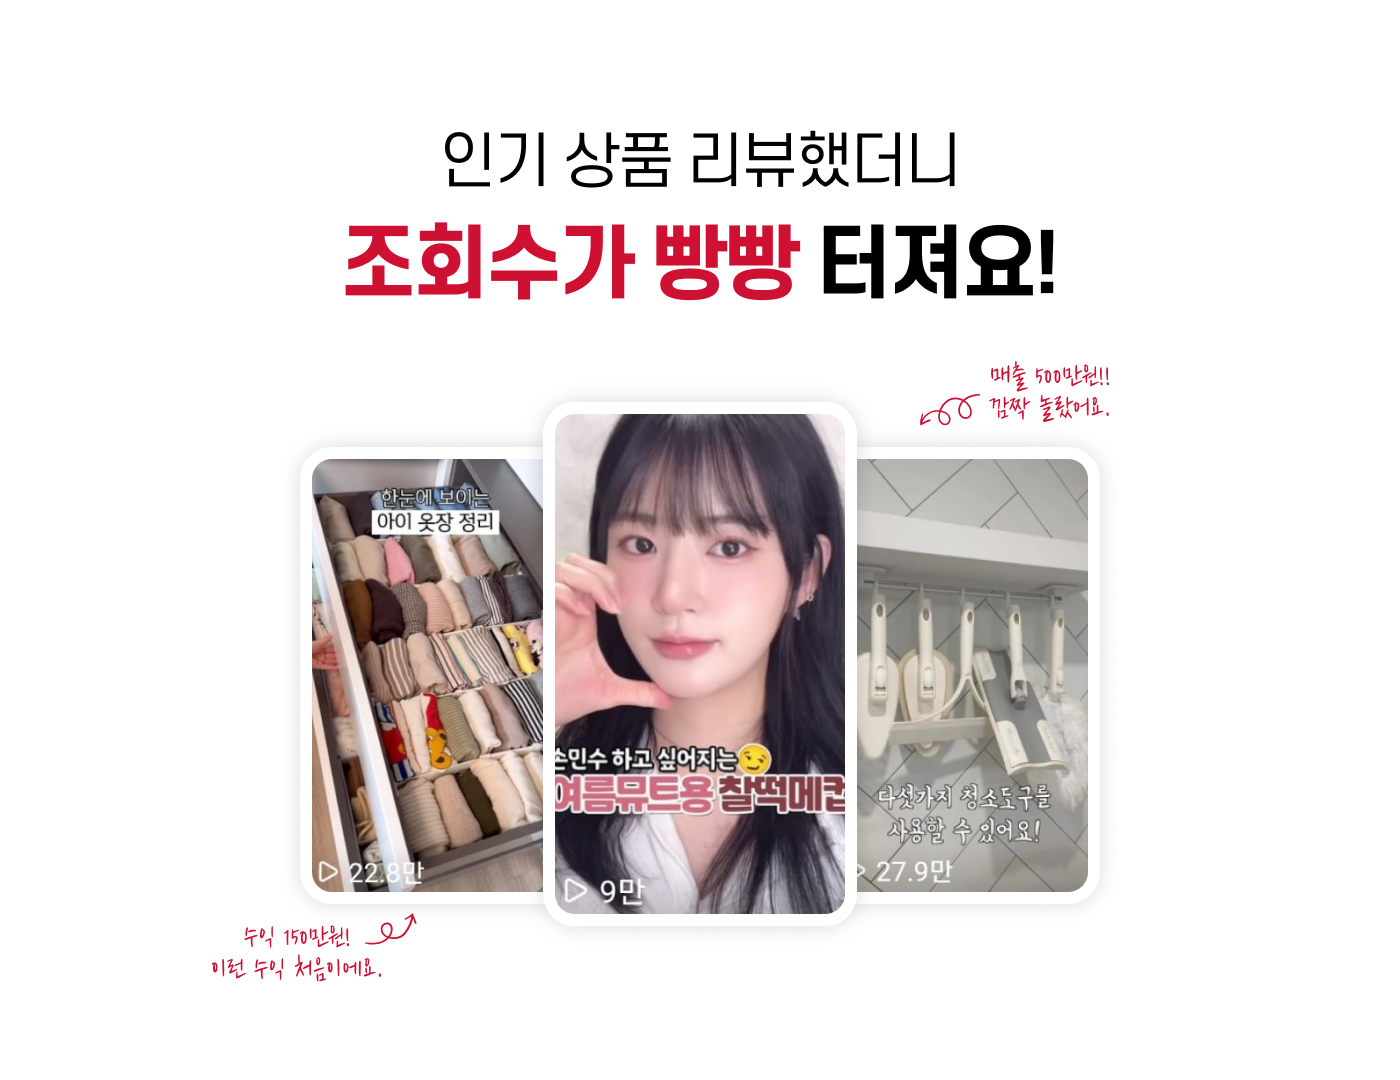 인기 상품 리뷰했더니
조회수가 빵빵 터져요!
매출 500만원!!
깜짝 놀랐어요.
한눈에 보이는
아이 옷장 정리
22.8만
손민수 하고 싶어지는😏
여름뮤트용 찰떡메컵
9만
다섯가지 청소도구를
사용할 수 있어요!
27.9만
수익 150만원!
이런 수익 처음이에요.